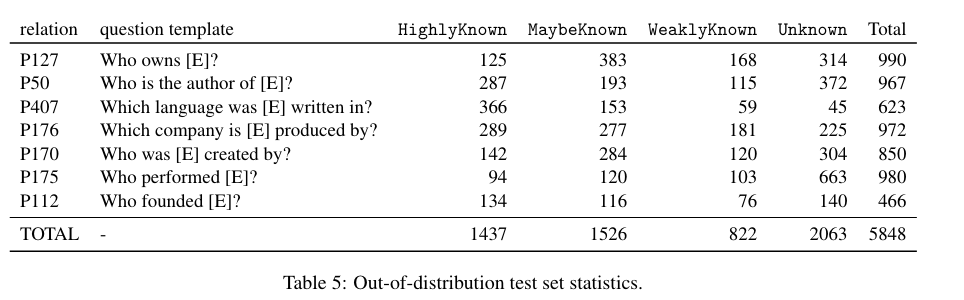 relation question template HighlyKnown MaybeKnown WeaklyKnown Unknown Total
P127 Who owns [E]? 125 383 168 314 990
P50 Who is the author of [E]? 287 193 115 372 967
P407 Which language was [E] written in? 366 153 59 45 623
P176 Which company is [E] produced by? 289 277 181 225 972
P170 Who was [E] created by? 142 284 120 304 850
P175 Who performed [E]? 94 120 103 663 980
P112 Who founded [E]? 134 116 76 140 466
TOTAL - 1437 1526 822 2063 5848
Table 5: Out-of-distribution test set statistics.